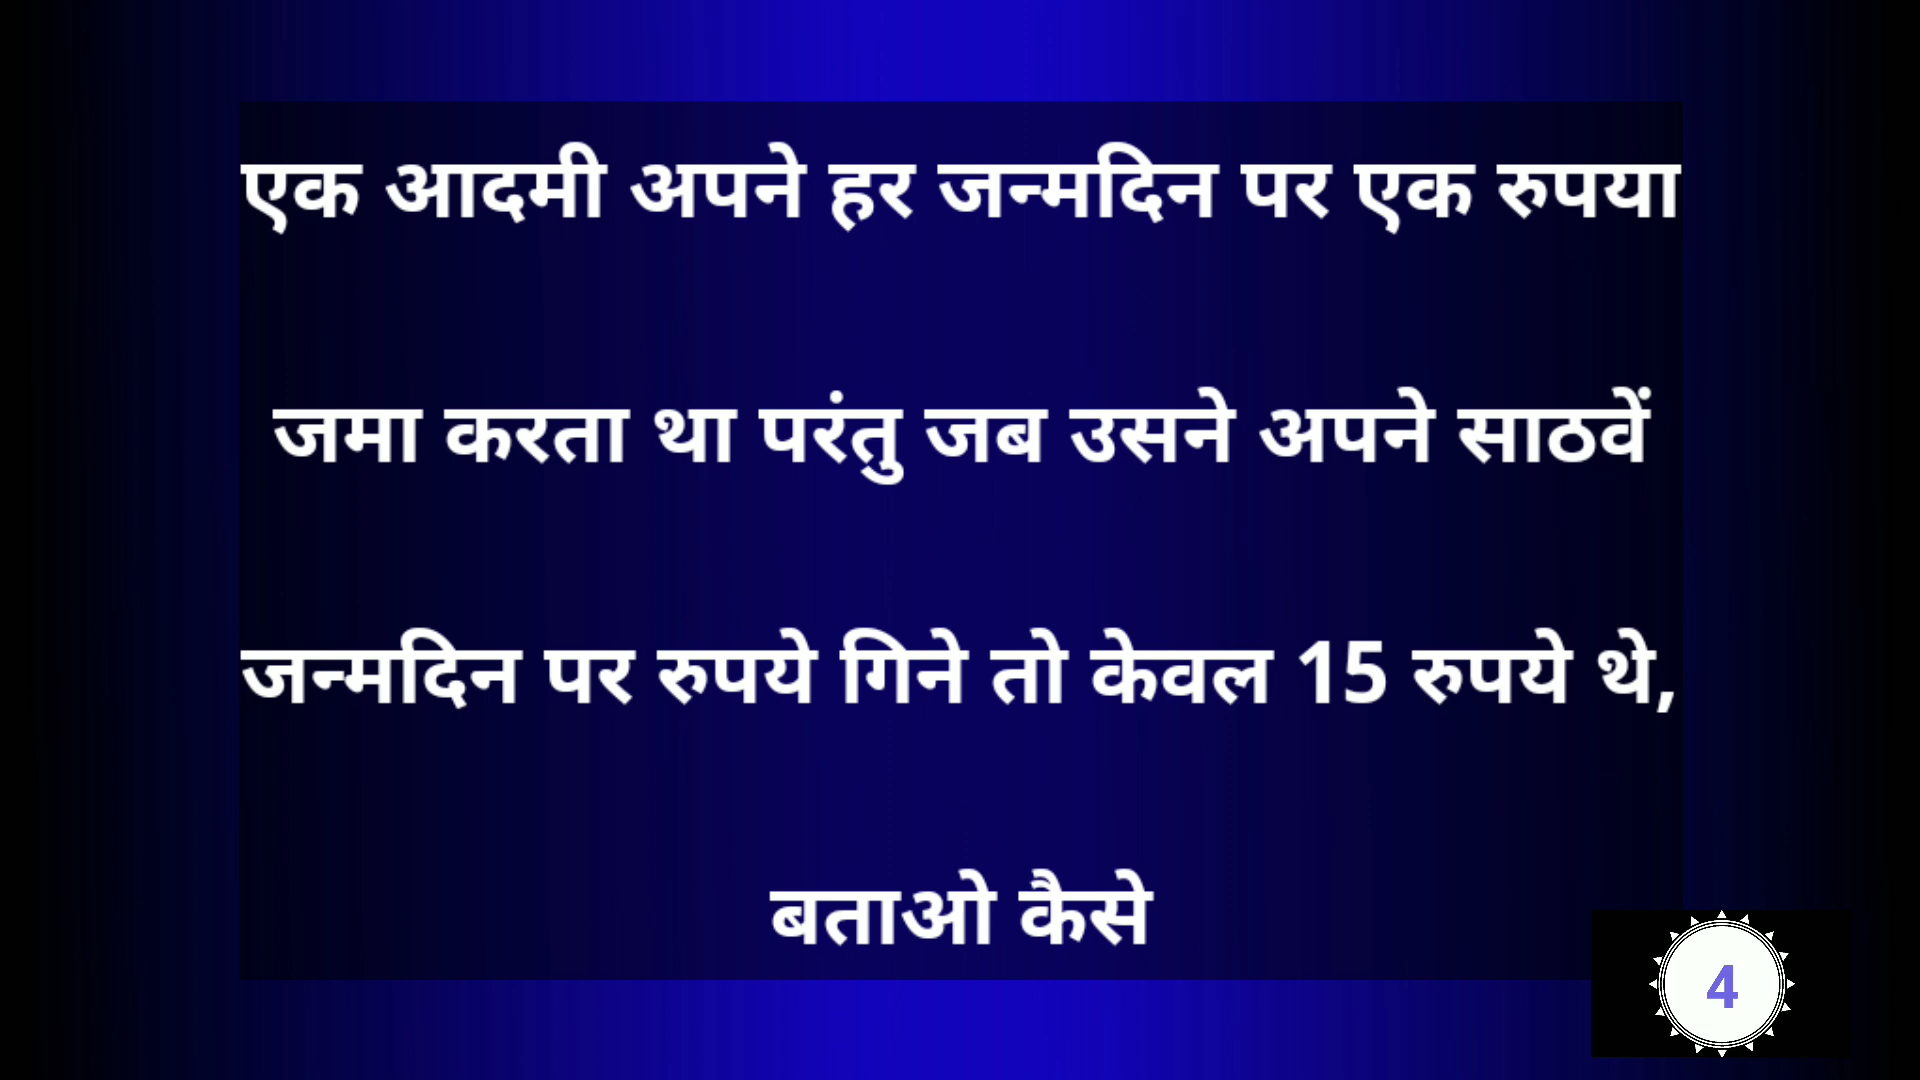 एक आदमी अपने हर जन्मदिन पर एक रुपया
जमा करता था परंतु जब उसने अपने साठवें
जन्मदिन पर रुपये गिने तो केवल 15 रुपये थे,
बताओ कैसे
4